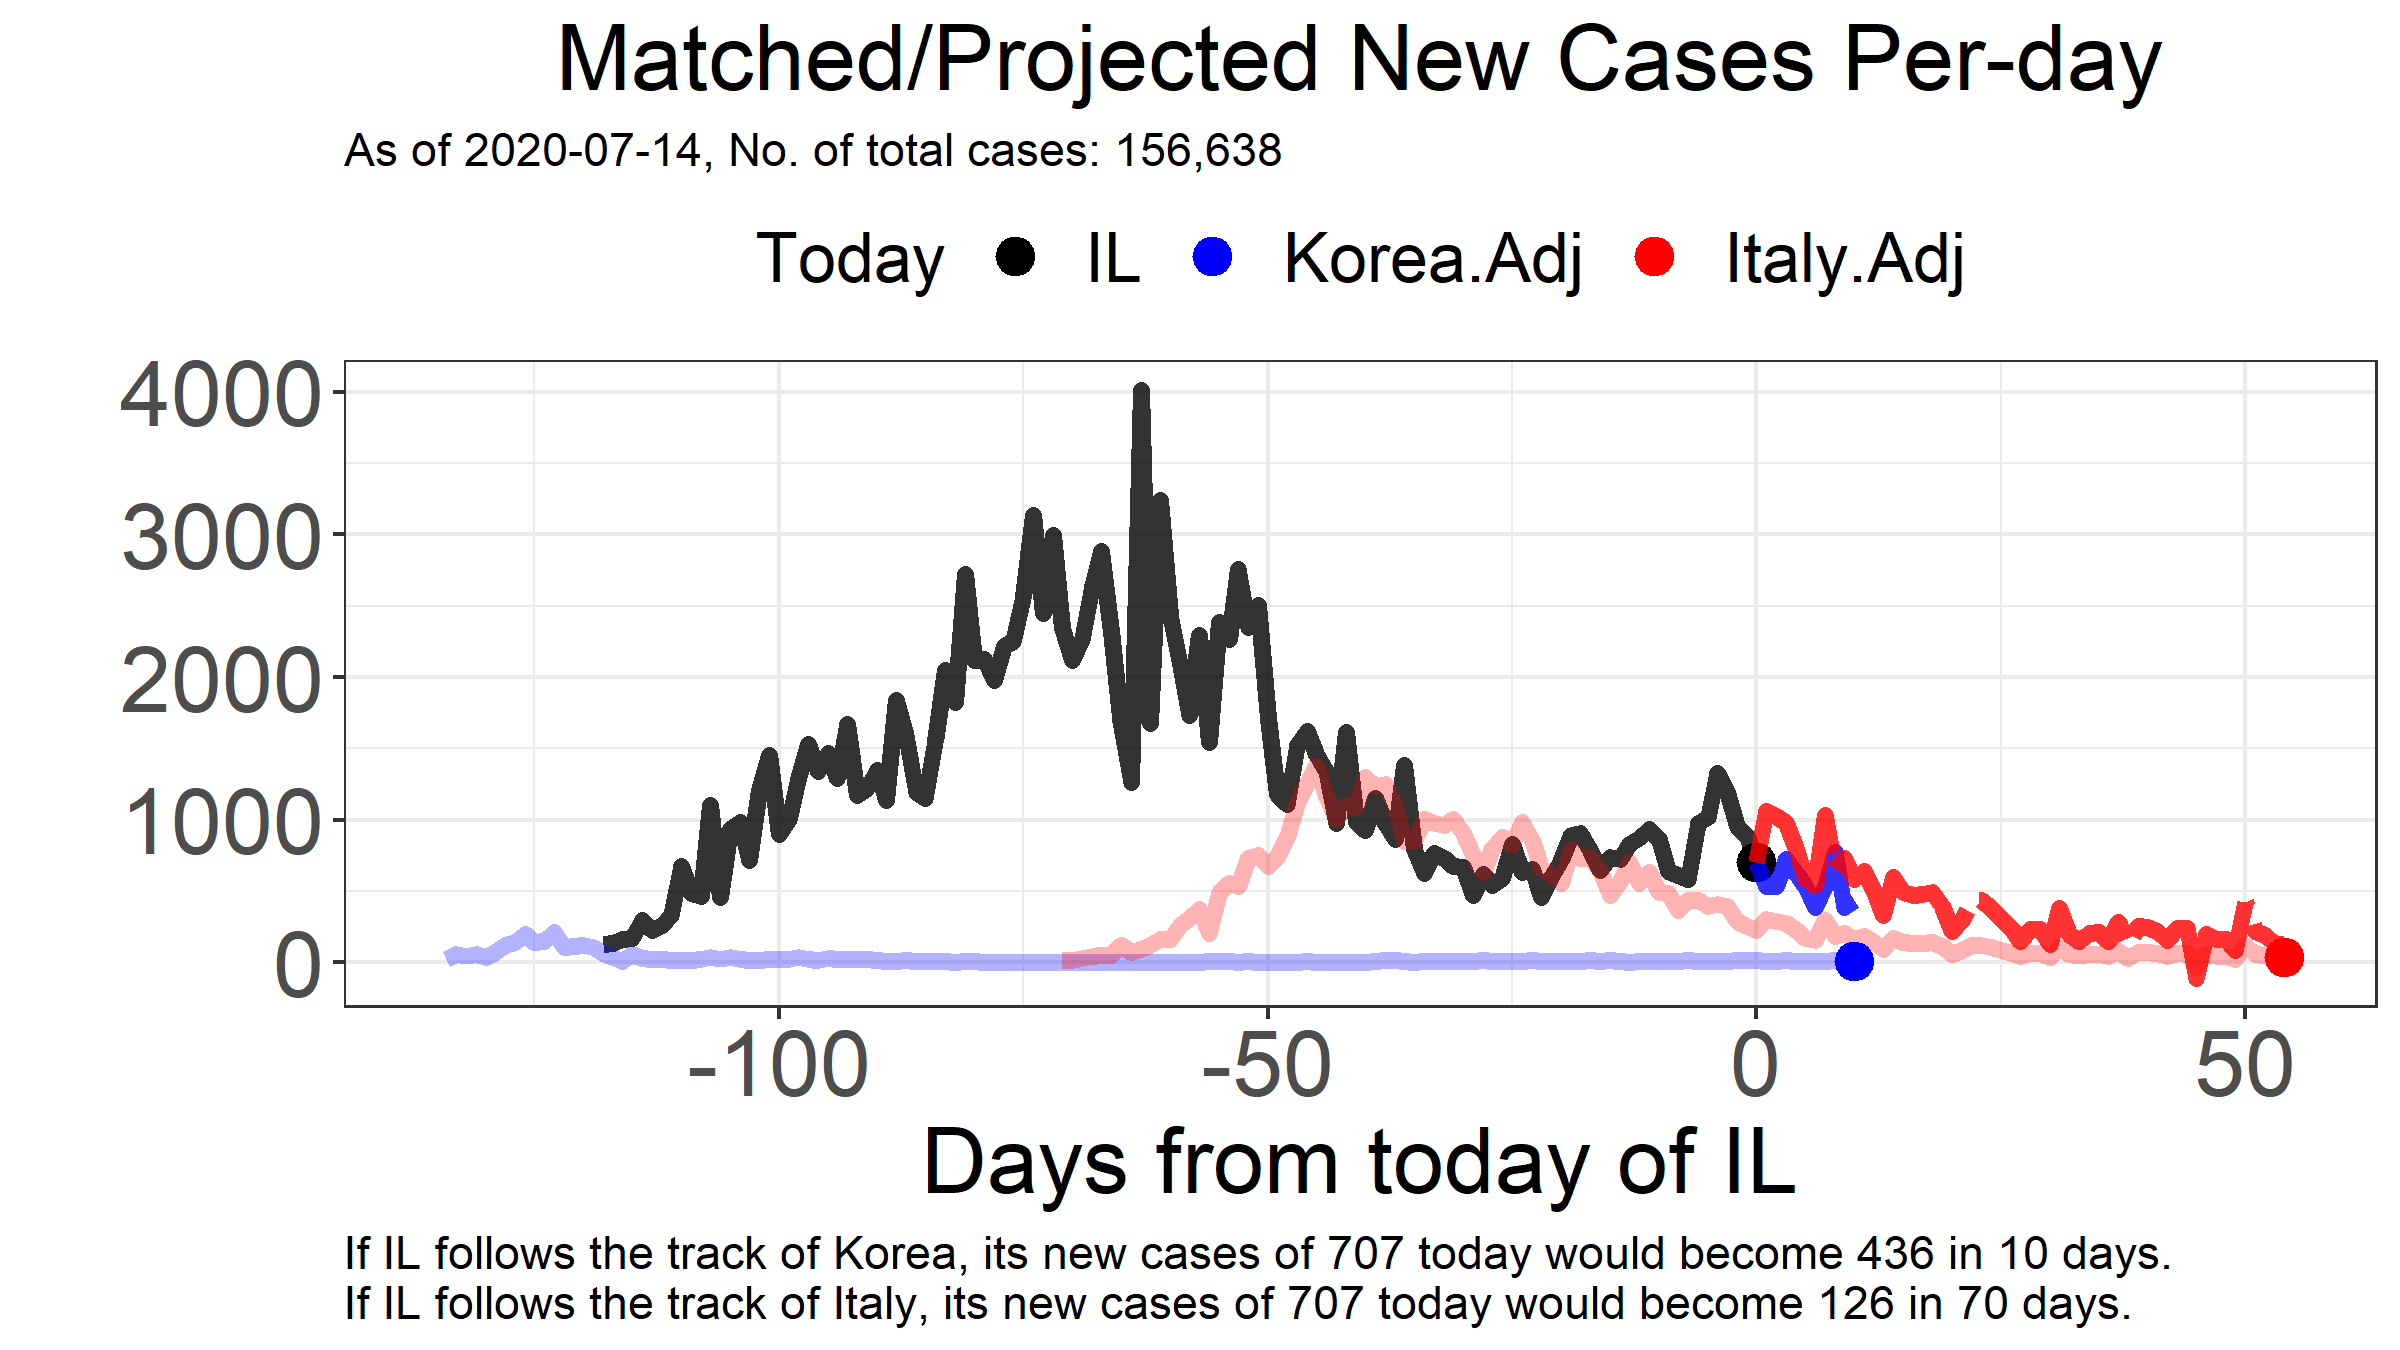 Matched/Projected New Cases Per-day
As of 2020-07-14, No. of total cases: 156,638
Today IL Korea.Adj Italy.Adj
4000
3000
2000
1000
0
-100 -50 0 50
Days from today of IL
If IL follows the track of Korea, its new cases of 707 today would become 436 in 10 days.
If IL follows the track of Italy, its new cases of 707 today would become 126 in 70 days.